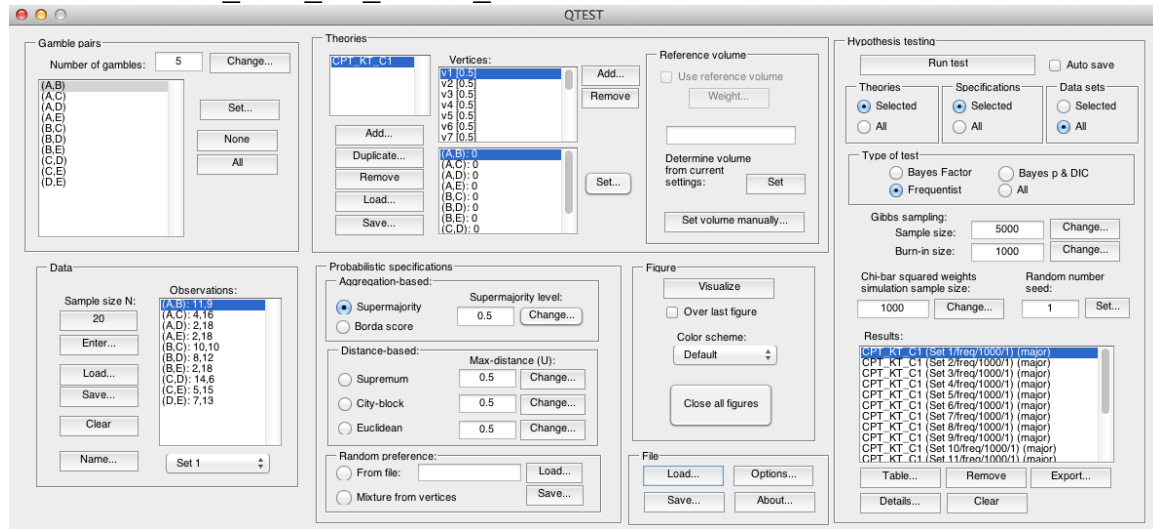 QTEST
Gamble pairs
Number of gambles: 5 Change...
(A,B)
(A,C)
(A,D)
(A,E)
(B,C)
(B,D)
(B,E)
(C,D)
(C,E)
(D,E)
Set...
None
All
Theories
CPT_KT_C1
Add...
Duplicate...
Remove
Load...
Save...
Vertices:
v1 [0.5]
v2 [0.5]
v3 [0.5]
v4 [0.5]
v5 [0.5]
v6 [0.5]
v7 [0.5]
Add...
Remove
(A,B): 0
(A,C): 0
(A,D): 0
(A,E): 0
(B,C): 0
(B,D): 0
(B,E): 0
(C,D): 0
Set...
Reference volume
Use reference volume
Weight...
Determine volume
from current
settings: Set
Set volume manually...
Hypothesis testing
Run test Auto save
Theories
Selected
All
Specifications
Selected
All
Data sets
Selected
All
Type of test
Bayes Factor Bayes p & DIC
Frequentist All
Gibbs sampling:
Sample size: 5000 Change...
Burn-in size: 1000 Change...
Chi-bar squared weights
simulation sample size:
1000 Change...
Random number
seed:
1 Set...
Results:
CPT_KT_C1 (Set 1/freq/1000/1) (major)
CPT_KT_C1 (Set 2/freq/1000/1) (major)
CPT_KT_C1 (Set 3/freq/1000/1) (major)
CPT_KT_C1 (Set 4/freq/1000/1) (major)
CPT_KT_C1 (Set 5/freq/1000/1) (major)
CPT_KT_C1 (Set 6/freq/1000/1) (major)
CPT_KT_C1 (Set 7/freq/1000/1) (major)
CPT_KT_C1 (Set 8/freq/1000/1) (major)
CPT_KT_C1 (Set 9/freq/1000/1) (major)
CPT_KT_C1 (Set 10/freq/1000/1) (major)
CPT_KT_C1 (Set 11/freq/1000/1) (major)
Table... Remove Export...
Details... Clear
Data
Sample size N:
20
Enter...
Load...
Save...
Clear
Name...
Observations:
(A,B): 11,9
(A,C): 4,16
(A,D): 2,18
(A,E): 2,18
(B,C): 10,10
(B,D): 8,12
(B,E): 2,18
(C,D): 14,6
(C,E): 5,15
(D,E): 7,13
Set 1
Probabilistic specifications
Aggregation-based:
Supermajority
Borda score
Supermajority level:
0.5 Change...
Distance-based:
Max-distance (U):
Supremum 0.5 Change...
City-block 0.5 Change...
Euclidean 0.5 Change...
Random preference:
From file: Load...
Mixture from vertices Save...
Figure
Visualize
Over last figure
Color scheme:
Default
Close all figures
File
Load... Options...
Save... About...